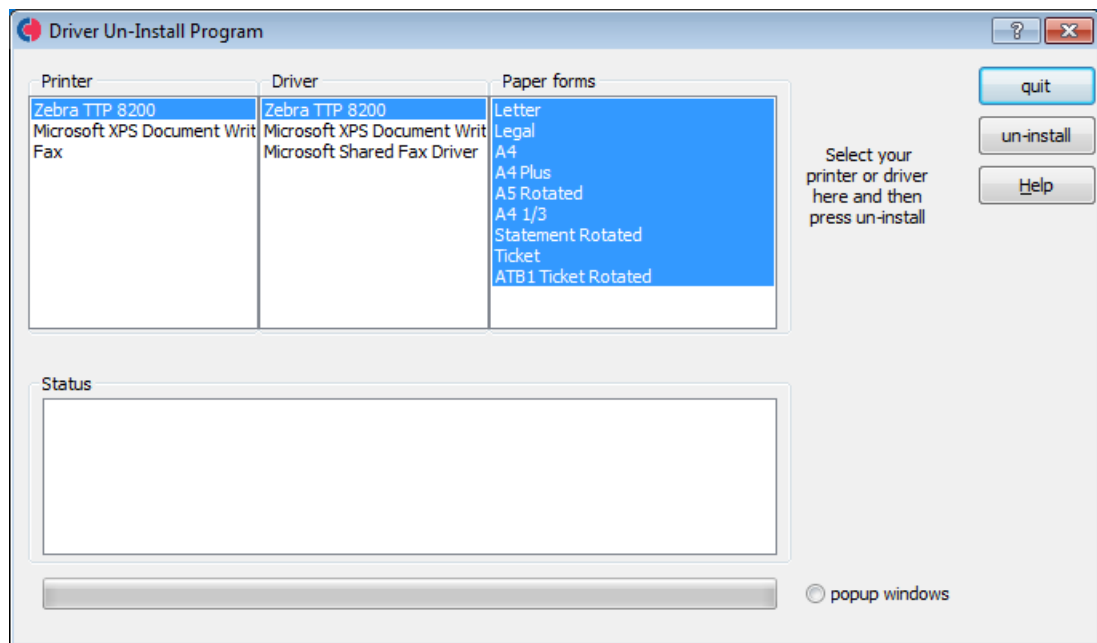 Driver Un-Install Program
Printer
Driver
Paper forms
Zebra TTP 8200
Microsoft XPS Document Writ
Fax
Zebra TTP 8200
Microsoft XPS Document Writ
Microsoft Shared Fax Driver
Letter
Legal
A4
A4 Plus
A5 Rotated
A4 1/3
Statement Rotated
Ticket
ATB1 Ticket Rotated
Select your
printer or driver
here and then
press un-install
quit
un-install
Help
Status
popup windows